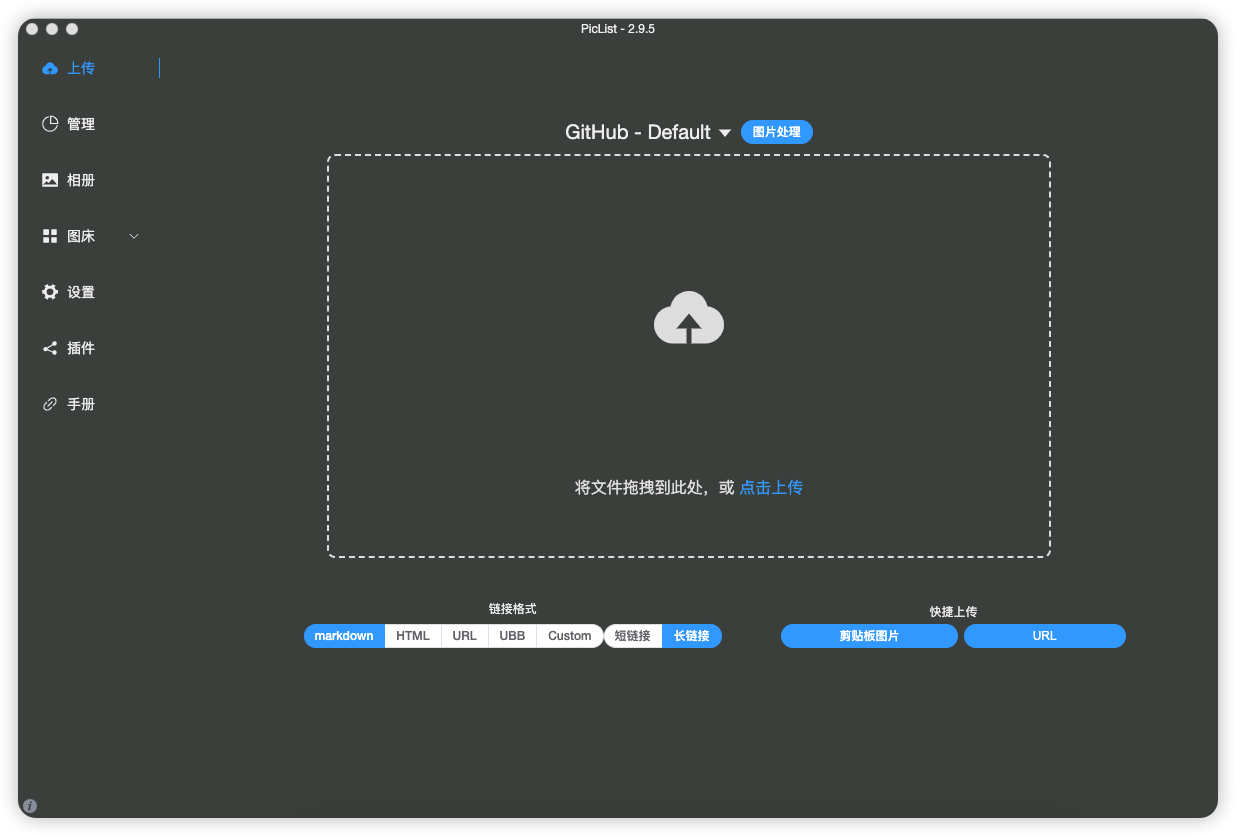 PicList - 2.9.5
上传
管理
相册
图床
设置
插件
手册
GitHub - Default
图片处理
将文件拖拽到此处，或 点击上传
链接格式
markdown HTML URL UBB Custom 短链接 长链接
快捷上传
剪贴板图片 URL